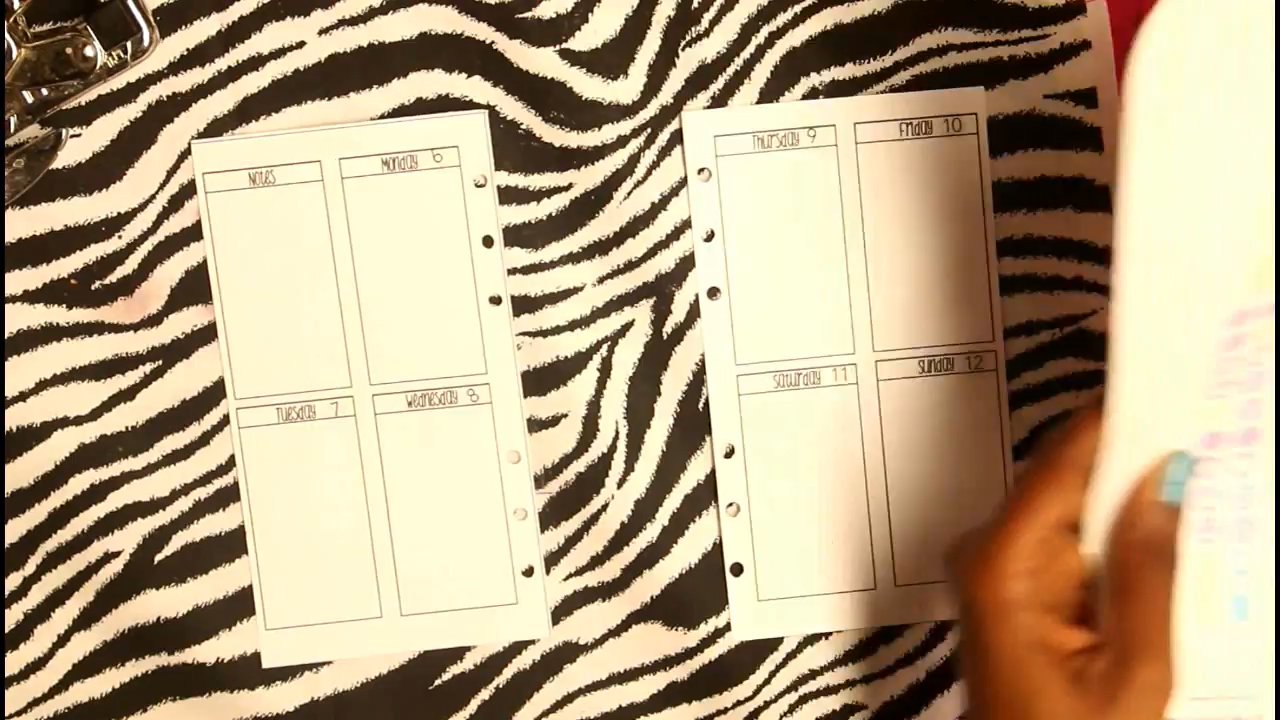 Notes
Monday 6
Tuesday 7
Wednesday 8
Thursday 9
Friday 10
Saturday 11
Sunday 12